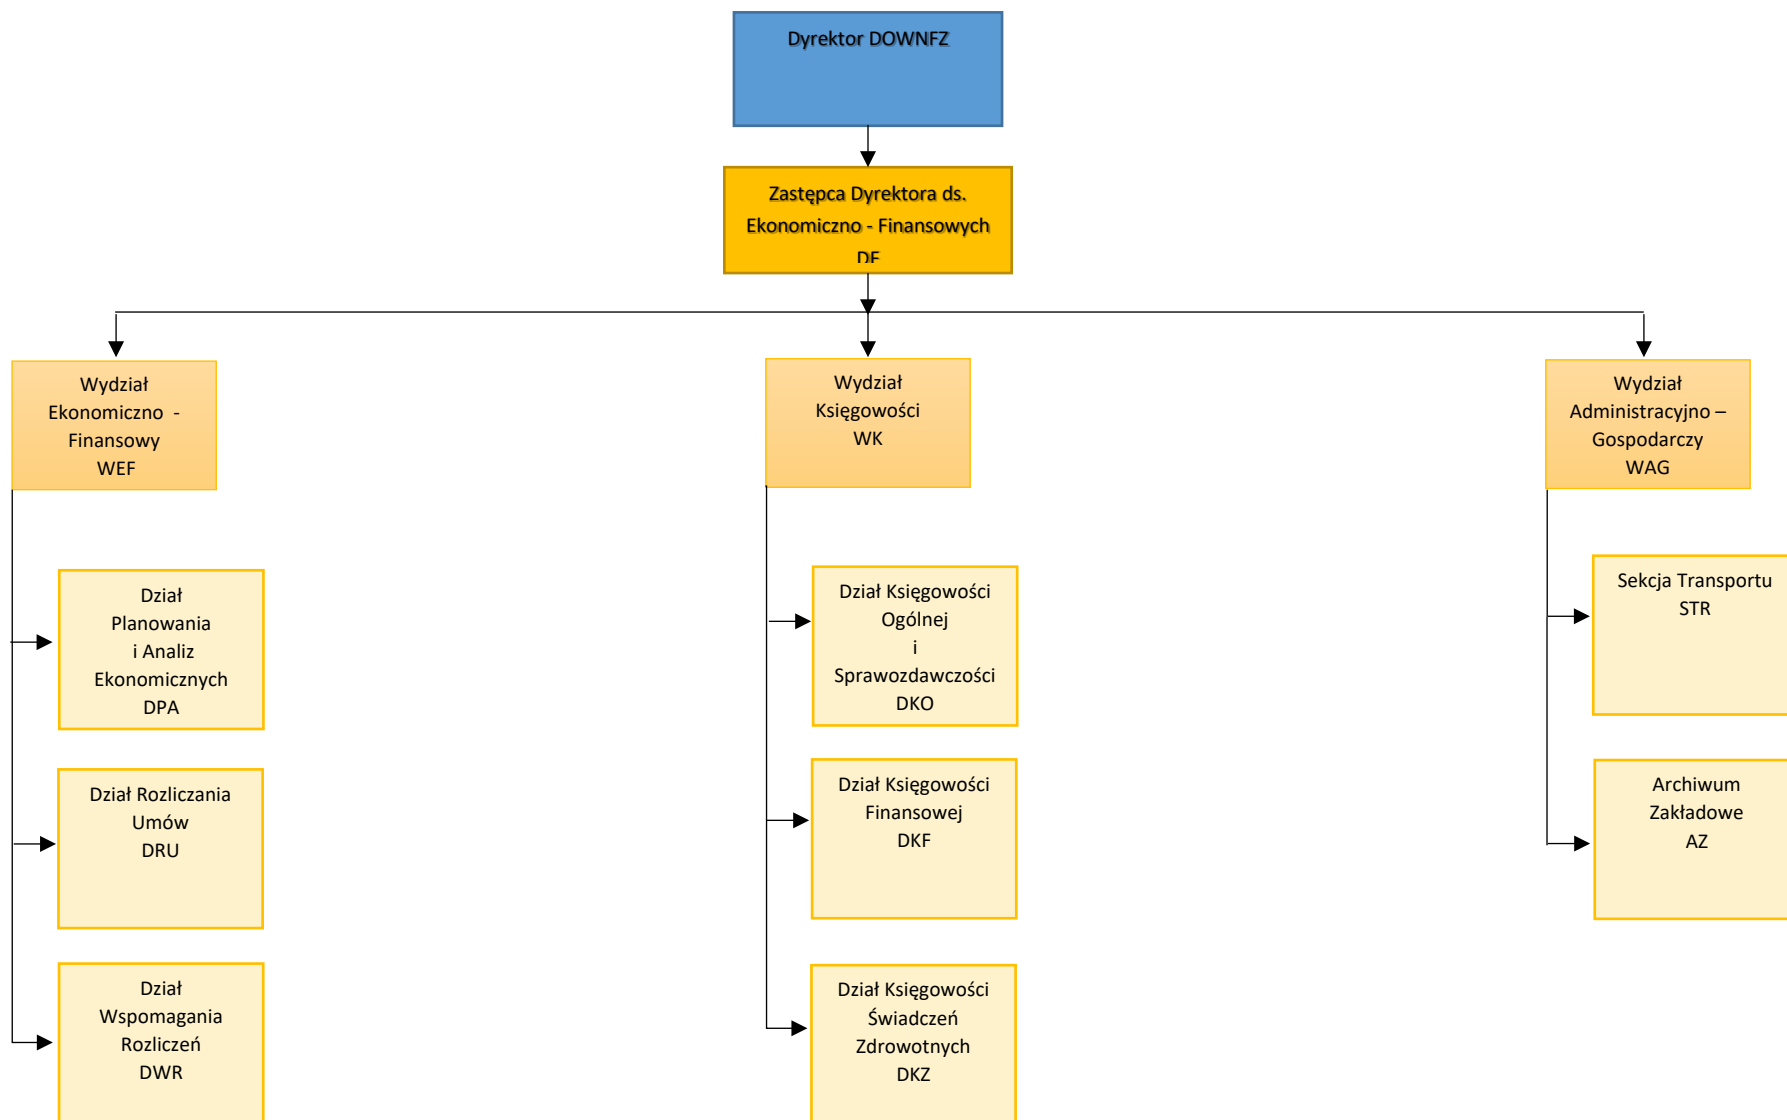 Dyrektor DOWNFZ
Zastępca Dyrektora ds.
Ekonomiczno - Finansowych
Wydział
Ekonomiczno -
Finansowy
WEF
Wydział
Księgowości
WK
Wydział
Administracyjno –
Gospodarczy
WAG
Dział
Planowania
i Analiz
Ekonomicznych
DPA
Dział Rozliczania
Umów
DRU
Dział
Wspomagania
Rozliczeń
DWR
Dział Księgowości
Ogólnej
i
Sprawozdawczości
DKO
Dział Księgowości
Finansowej
DKF
Dział Księgowości
Świadczeń
Zdrowotnych
DKZ
Sekcja Transportu
STR
Archiwum
Zakładowe
AZ